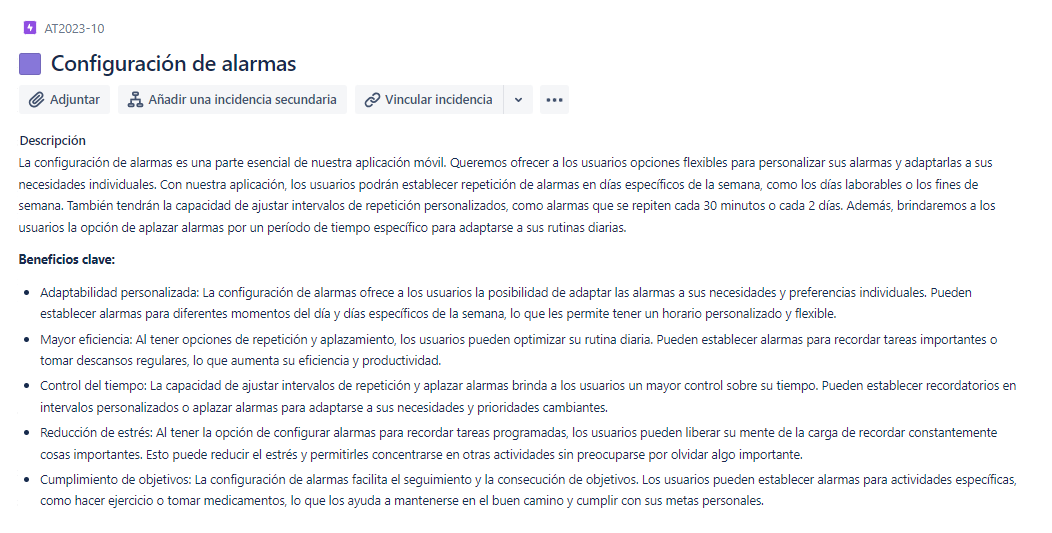 AT2023-10
Configuración de alarmas
Adjuntar
Añadir una incidencia secundaria
Vincular incidencia
Descripción
La configuración de alarmas es una parte esencial de nuestra aplicación móvil. Queremos ofrecer a los usuarios opciones flexibles para personalizar sus alarmas y adaptarlas a sus
necesidades individuales. Con nuestra aplicación, los usuarios podrán establecer repetición de alarmas en días específicos de la semana, como los días laborables o los fines de
semana. También tendrán la capacidad de ajustar intervalos de repetición personalizados, como alarmas que se repiten cada 30 minutos o cada 2 días. Además, brindaremos a los
usuarios la opción de aplazar alarmas por un período de tiempo específico para adaptarse a sus rutinas diarias.
Beneficios clave:
• Adaptabilidad personalizada: La configuración de alarmas ofrece a los usuarios la posibilidad de adaptar las alarmas a sus necesidades y preferencias individuales. Pueden
establecer alarmas para diferentes momentos del día y días específicos de la semana, lo que les permite tener un horario personalizado y flexible.
• Mayor eficiencia: Al tener opciones de repetición y aplazamiento, los usuarios pueden optimizar su rutina diaria. Pueden establecer alarmas para recordar tareas importantes o
tomar descansos regulares, lo que aumenta su eficiencia y productividad.
• Control del tiempo: La capacidad de ajustar intervalos de repetición y aplazar alarmas brinda a los usuarios un mayor control sobre su tiempo. Pueden establecer recordatorios en
intervalos personalizados o aplazar alarmas para adaptarse a sus necesidades y prioridades cambiantes.
• Reducción de estrés: Al tener la opción de configurar alarmas para recordar tareas programadas, los usuarios pueden liberar su mente de la carga de recordar constantemente
cosas importantes. Esto puede reducir el estrés y permitirles concentrarse en otras actividades sin preocuparse por olvidar algo importante.
• Cumplimiento de objetivos: La configuración de alarmas facilita el seguimiento y la consecución de objetivos. Los usuarios pueden establecer alarmas para actividades específicas,
como hacer ejercicio o tomar medicamentos, lo que los ayuda a mantenerse en el buen camino y cumplir con sus metas personales.